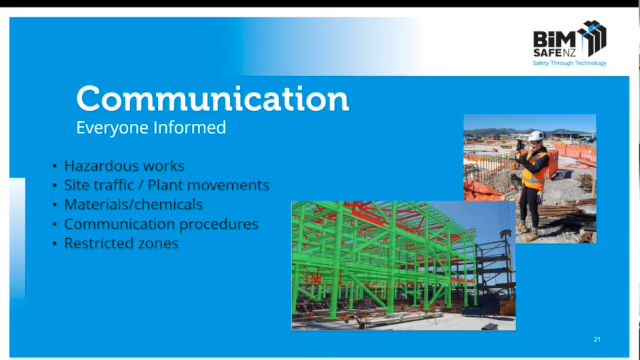 BiM
SAFENZ
Safety Through Technology
Communication
Everyone Informed
• Hazardous works
• Site traffic / Plant movements
• Materials/chemicals
• Communication procedures
• Restricted zones
21